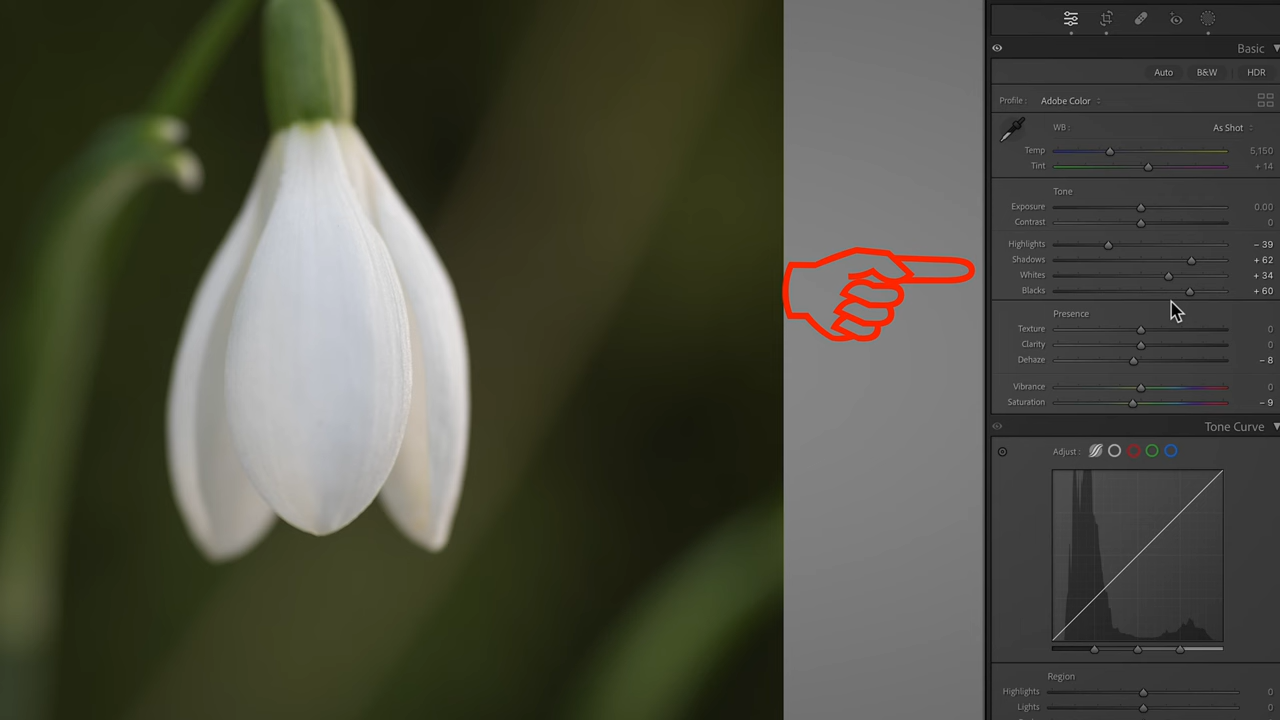 Basic
Auto B&W HDR
Profile: Adobe Color
WB: As Shot
Temp 5,150
Tint + 14
Tone
Exposure 0.00
Contrast 0
Highlights – 39
Shadows + 62
Whites + 34
Blacks + 60
Presence
Texture 0
Clarity 0
Dehaze – 8
Vibrance 0
Saturation – 9
Tone Curve
Adjust:
Region
Highlights 0
Lights 0